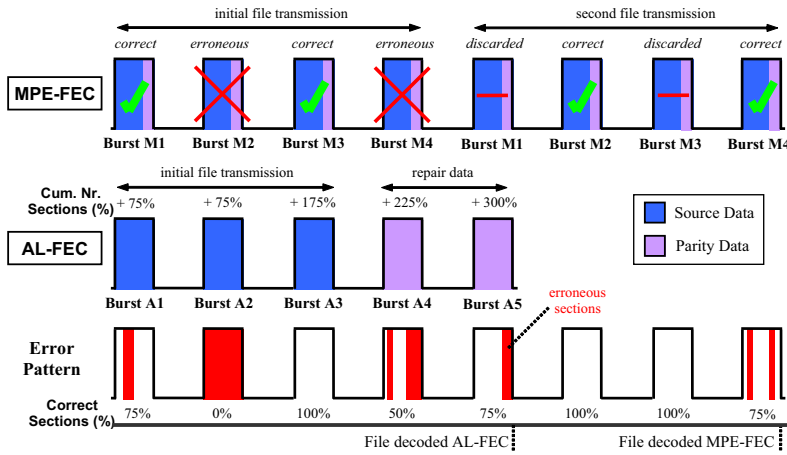 initial file transmission
second file transmission
correct
erroneous
correct
erroneous
discarded
correct
discarded
correct
MPE-FEC
Burst M1
Burst M2
Burst M3
Burst M4
Burst M1
Burst M2
Burst M3
Burst M4
initial file transmission
repair data
Cum. Nr.
Sections (%)
+ 75%
+ 75%
+ 175%
+ 225%
+ 300%
AL-FEC
Source Data
Parity Data
Burst A1
Burst A2
Burst A3
Burst A4
Burst A5
erroneous
sections
Error
Pattern
Correct
Sections (%)
75%
0%
100%
50%
75%
100%
100%
75%
File decoded AL-FEC
File decoded MPE-FEC